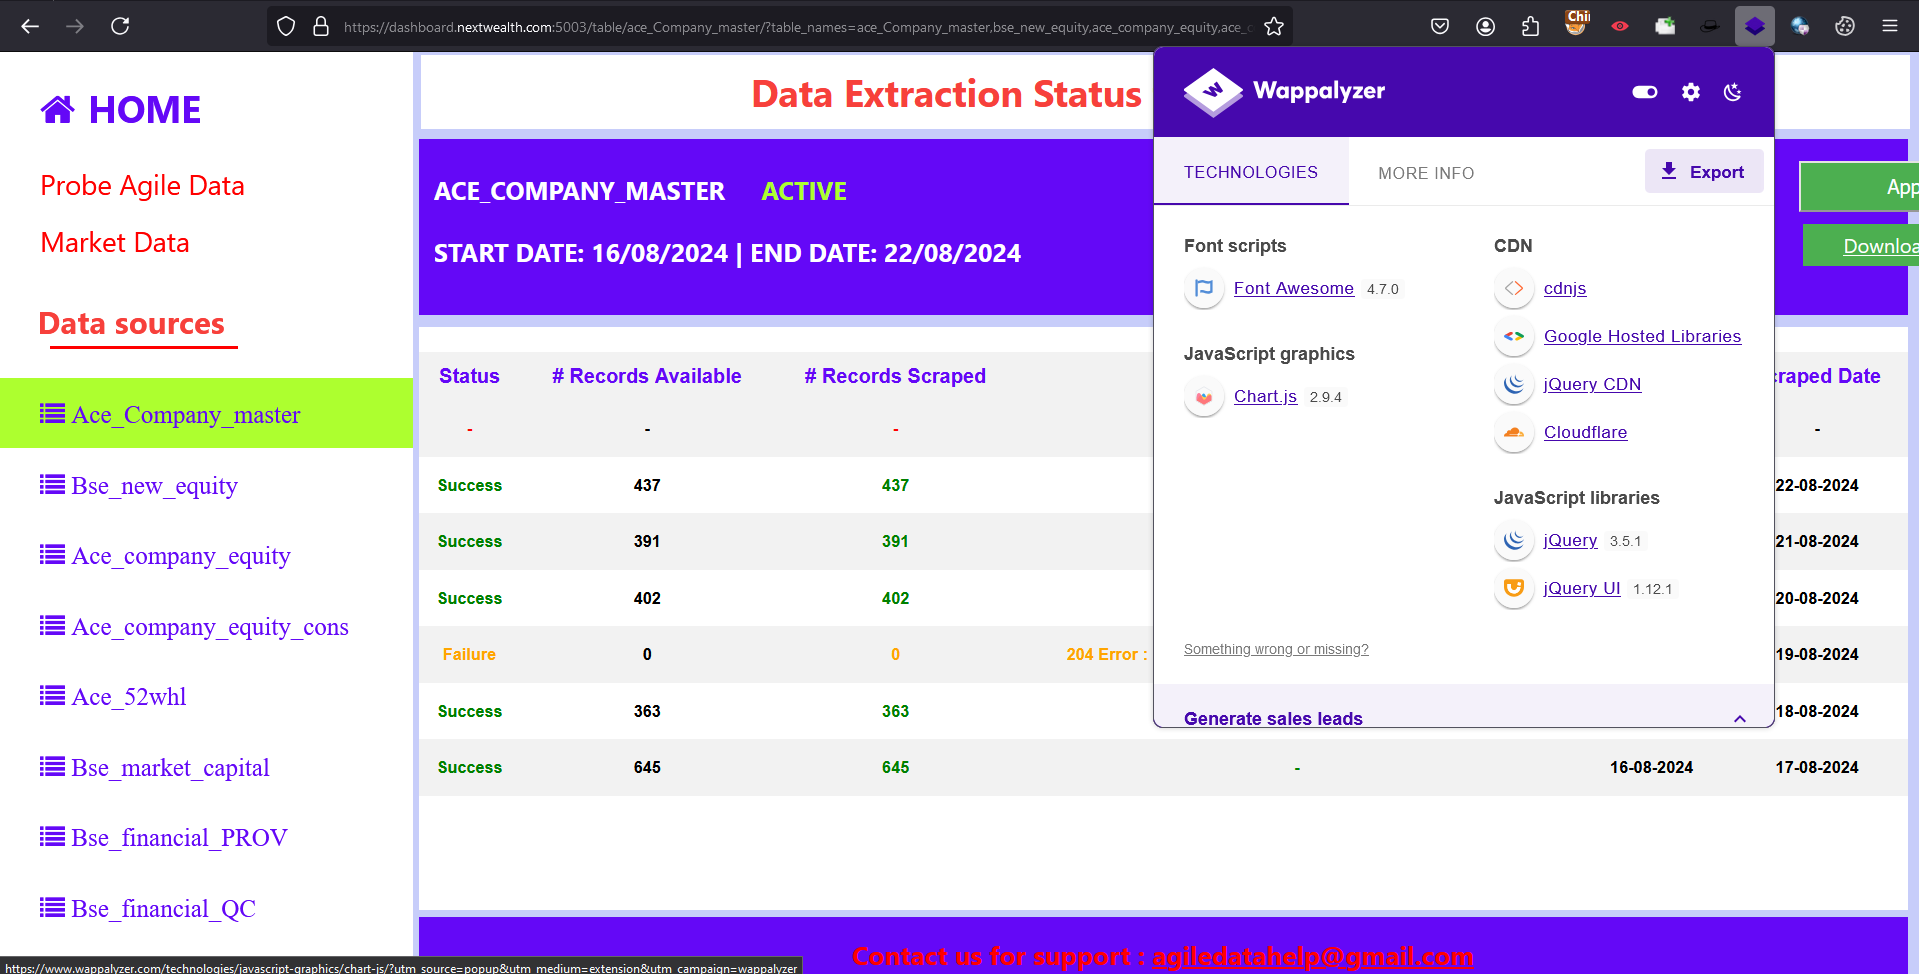 https://dashboard.nextwealth.com:5003/table/ace_Company_master/?table_names=ace_Company_master,bse_new_equity,ace_company_equity,ace_c
Chi
HOME
Probe Agile Data
Market Data
Data sources
Ace_Company_master
Bse_new_equity
Ace_company_equity
Ace_company_equity_cons
Ace_52whl
Bse_market_capital
Bse_financial_PROV
Bse_financial_QC
Data Extraction Status
ACE_COMPANY_MASTER ACTIVE
START DATE: 16/08/2024 | END DATE: 22/08/2024
App
Downloa
Status # Records Available # Records Scraped craped Date
- - - -
Success 437 437 22-08-2024
Success 391 391 21-08-2024
Success 402 402 20-08-2024
Failure 0 0 204 Error : 19-08-2024
Success 363 363 18-08-2024
Success 645 645 - 16-08-2024 17-08-2024
Contact us for support : agiledatahelp@gmail.com
Wappalyzer
TECHNOLOGIES MORE INFO Export
Font scripts
Font Awesome 4.7.0
JavaScript graphics
Chart.js 2.9.4
CDN
cdnjs
Google Hosted Libraries
jQuery CDN
Cloudflare
JavaScript libraries
jQuery 3.5.1
jQuery UI 1.12.1
Something wrong or missing?
Generate sales leads
https://www.wappalyzer.com/technologies/javascript-graphics/chart-js/?utm_source=popup&utm_medium=extension&utm_campaign=wappalyzer